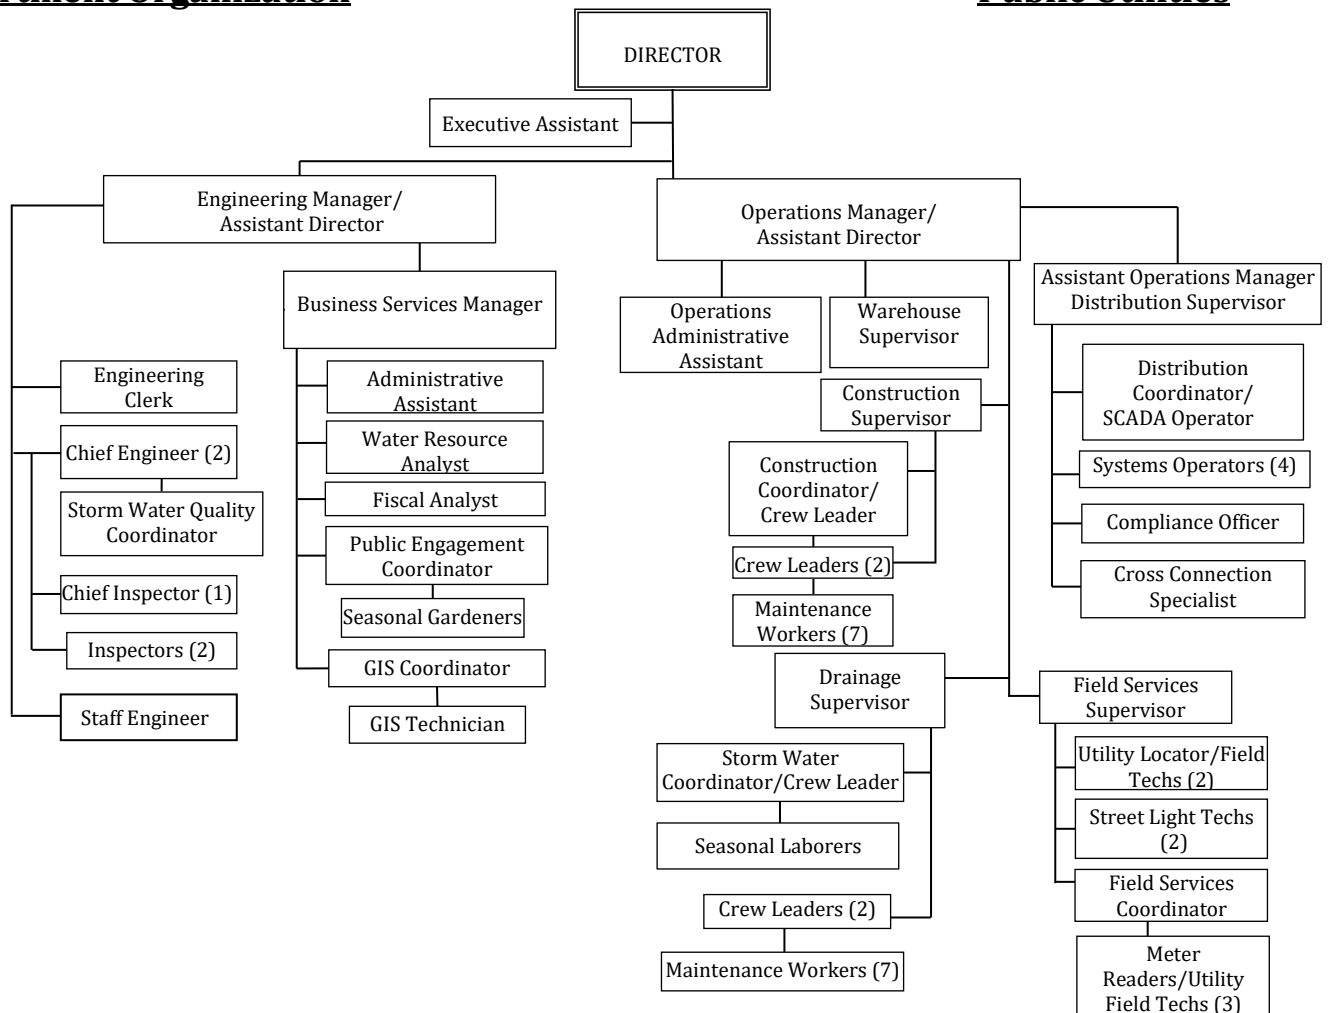 Organization
Public Utilities
DIRECTOR
Executive Assistant
Engineering Manager/
Assistant Director
Operations Manager/
Assistant Director
Business Services Manager
Assistant Operations Manager
Distribution Supervisor
Operations
Administrative
Assistant
Warehouse
Supervisor
Engineering
Clerk
Chief Engineer (2)
Storm Water Quality
Coordinator
Chief Inspector (1)
Inspectors (2)
Staff Engineer
Administrative
Assistant
Water Resource
Analyst
Fiscal Analyst
Public Engagement
Coordinator
Seasonal Gardeners
GIS Coordinator
GIS Technician
Construction
Supervisor
Construction
Coordinator/
Crew Leader
Crew Leaders (2)
Maintenance
Workers (7)
Drainage
Supervisor
Storm Water
Coordinator/Crew Leader
Seasonal Laborers
Crew Leaders (2)
Maintenance Workers (7)
Distribution
Coordinator/
SCADA Operator
Systems Operators (4)
Compliance Officer
Cross Connection
Specialist
Field Services
Supervisor
Utility Locator/Field
Techs (2)
Street Light Techs
(2)
Field Services
Coordinator
Meter
Readers/Utility
Field Techs (3)